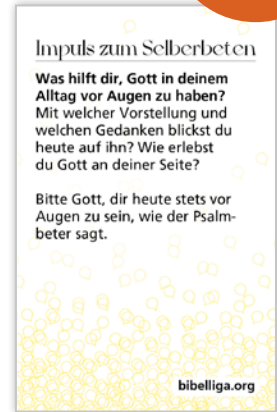 Impuls zum Selberbeten
Was hilft dir, Gott in deinem
Alltag vor Augen zu haben?
Mit welcher Vorstellung und
welchen Gedanken blickst du
heute auf ihn? Wie erlebst
du Gott an deiner Seite?
Bitte Gott, dir heute stets vor
Augen zu sein, wie der Psalm-
beter sagt.
bibelliga.org